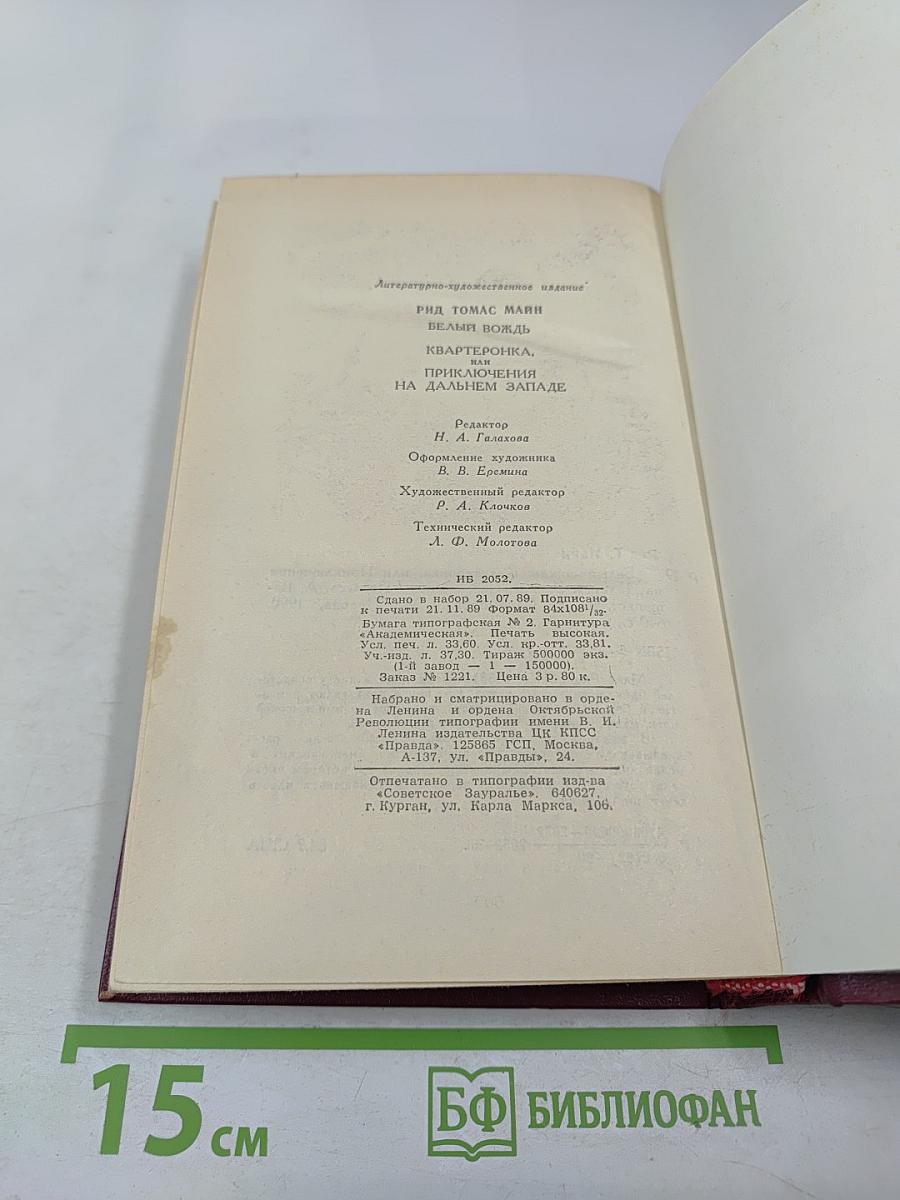 Литературно-художественное издание
РИД ТОМАС МАЙН
БЕЛЫЙ ВОЖДЬ
КВАРТЕРОНКА,
ИЛИ
ПРИКЛЮЧЕНИЯ
НА ДАЛЬНЕМ ЗАПАДЕ
Редактор
Н. А. Галахова
Оформление художника
В. В. Еремина
Художественный редактор
Р. А. Клочков
Технический редактор
Л. Ф. Молотова
ИБ 2052.
Сдано в набор 21.07.89. Подписано
к печати 21.11.89 Формат 84х108¹/₃₂.
Бумага типографская № 2. Гарнитура
«Академическая». Печать высокая.
Усл. печ. л. 33,60. Усл. кр.-отт. 33,81.
Уч.-изд. л. 37,30. Тираж 500000 экз.
(1-й завод — 1 — 150000).
Заказ № 1221. Цена 3 р. 80 к.
Набрано и сматрицировано в орде-
на Ленина и ордена Октябрьской
Революции типографии имени В. И.
Ленина издательства ЦК КПСС
«Правда». 125865 ГСП, Москва,
А-137, ул. «Правды», 24.
Отпечатано в типографии изд-ва
«Советское Зауралье». 640627,
г. Курган, ул. Карла Маркса, 106.
15 см
БФ БИБЛИОФАН